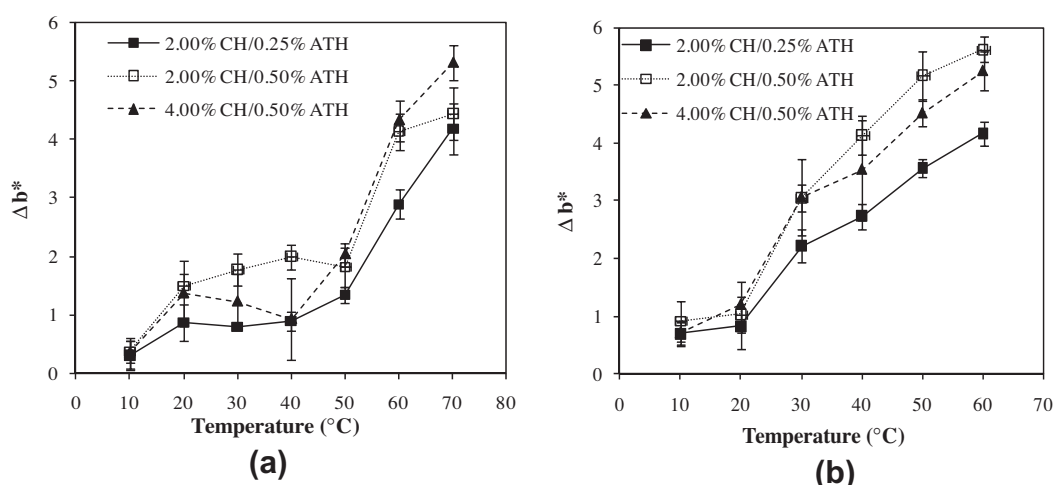 6
5
4
3
2
1
0
Δ b*
2.00% CH/0.25% ATH
2.00% CH/0.50% ATH
4.00% CH/0.50% ATH
0 10 20 30 40 50 60 70 80
Temperature (°C)
(a)
6
5
4
3
2
1
0
Δ b*
2.00% CH/0.25% ATH
2.00% CH/0.50% ATH
4.00% CH/0.50% ATH
0 10 20 30 40 50 60 70
Temperature (°C)
(b)